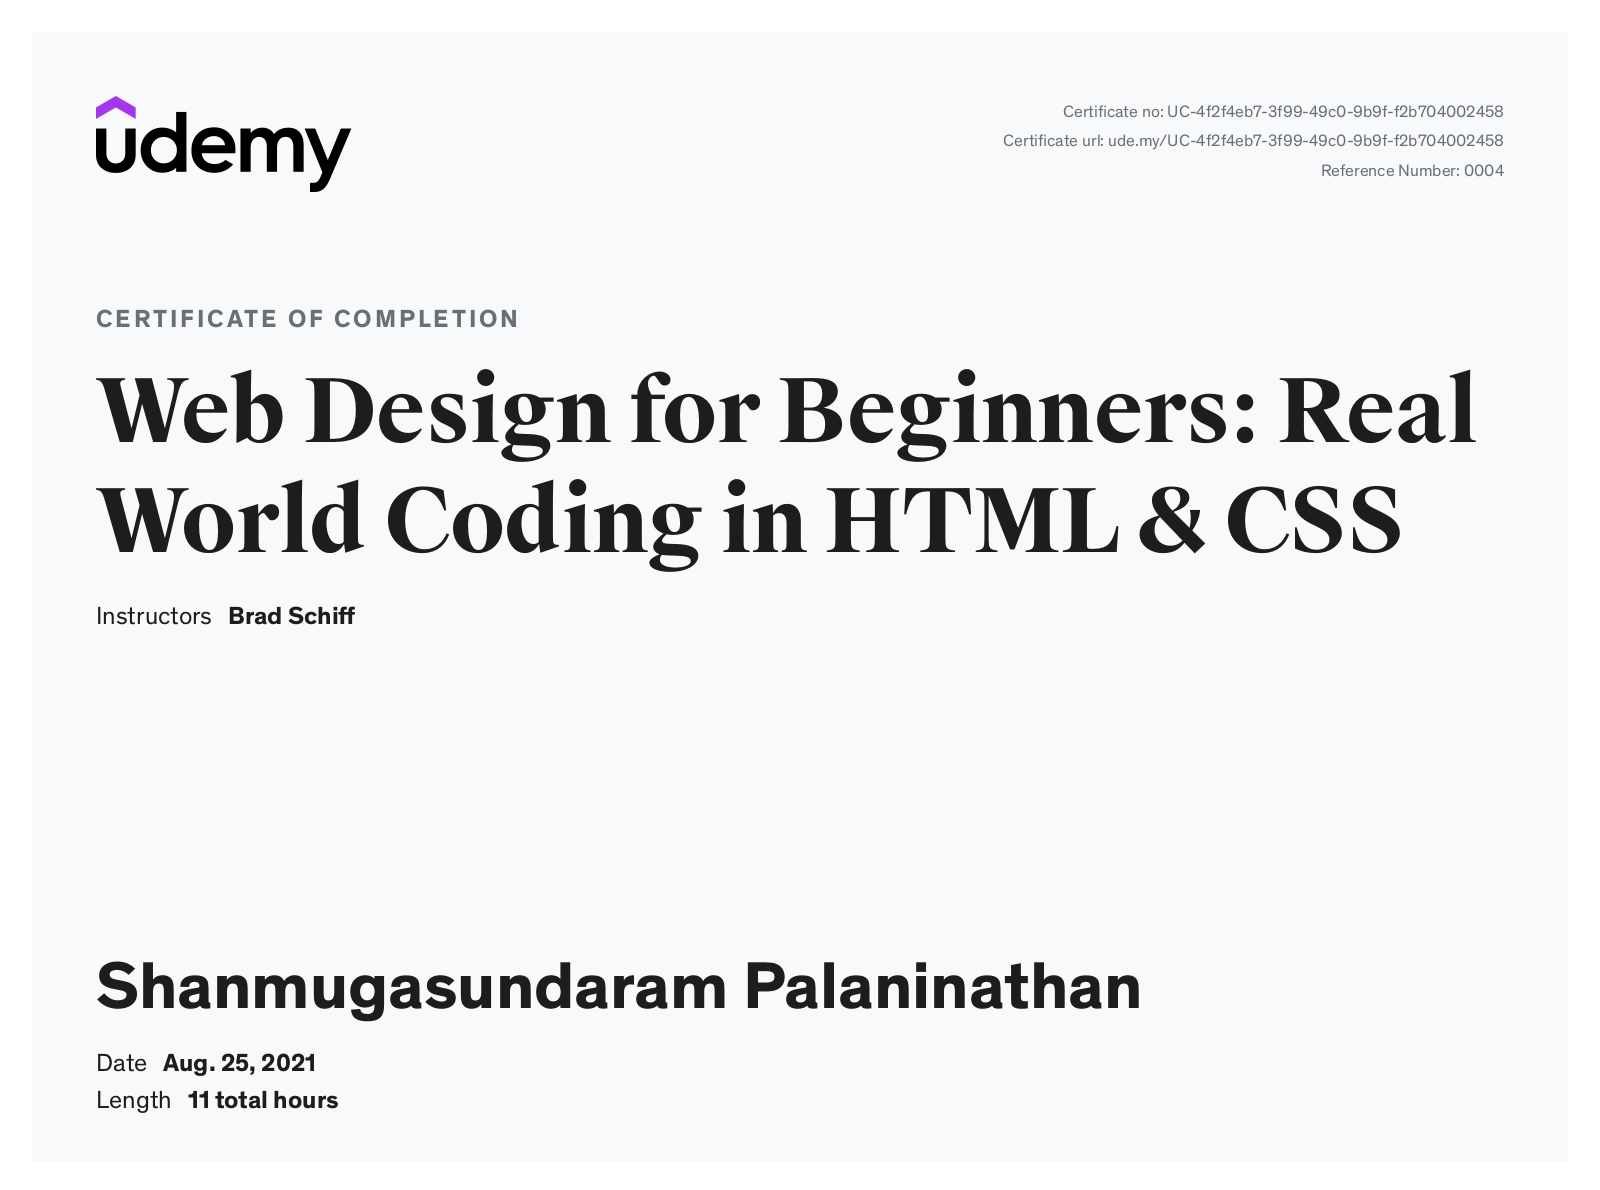 udemy
Certificate no: UC-4f2f4eb7-3f99-49c0-9b9f-f2b704002458
Certificate url: ude.my/UC-4f2f4eb7-3f99-49c0-9b9f-f2b704002458
Reference Number: 0004
CERTIFICATE OF COMPLETION
Web Design for Beginners: Real
World Coding in HTML & CSS
Instructors Brad Schiff
Shanmugasundaram Palaninathan
Date Aug. 25, 2021
Length 11 total hours